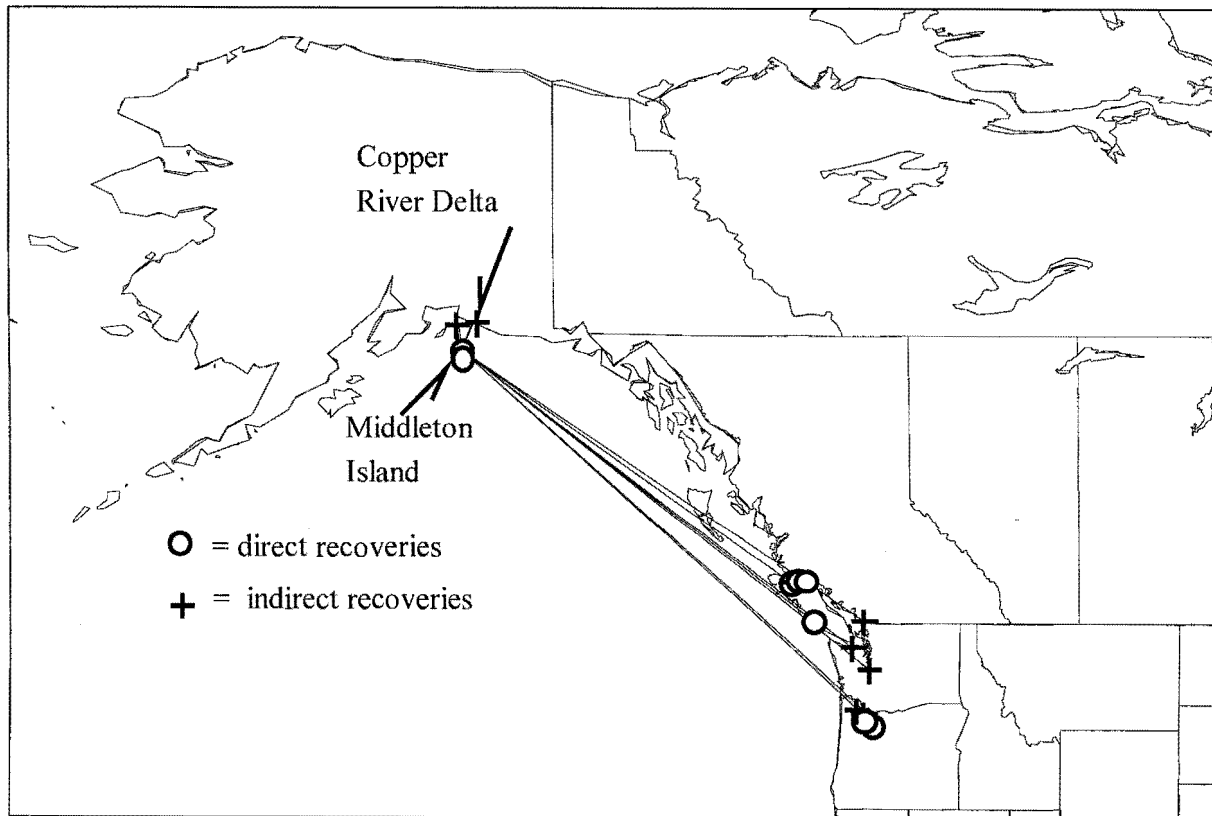 Copper
River Delta
Middleton
Island
= direct recoveries
= indirect recoveries